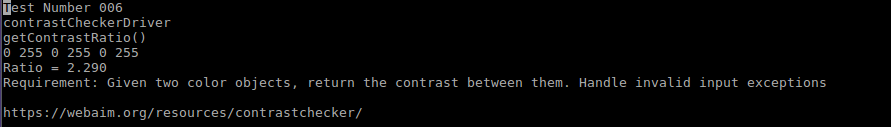 Test Number 006
contrastCheckerDriver
getContrastRatio()
0 255 0 255 0 255
Ratio = 2.290
Requirement: Given two color objects, return the contrast between them. Handle invalid input exceptions
https://webaim.org/resources/contrastchecker/